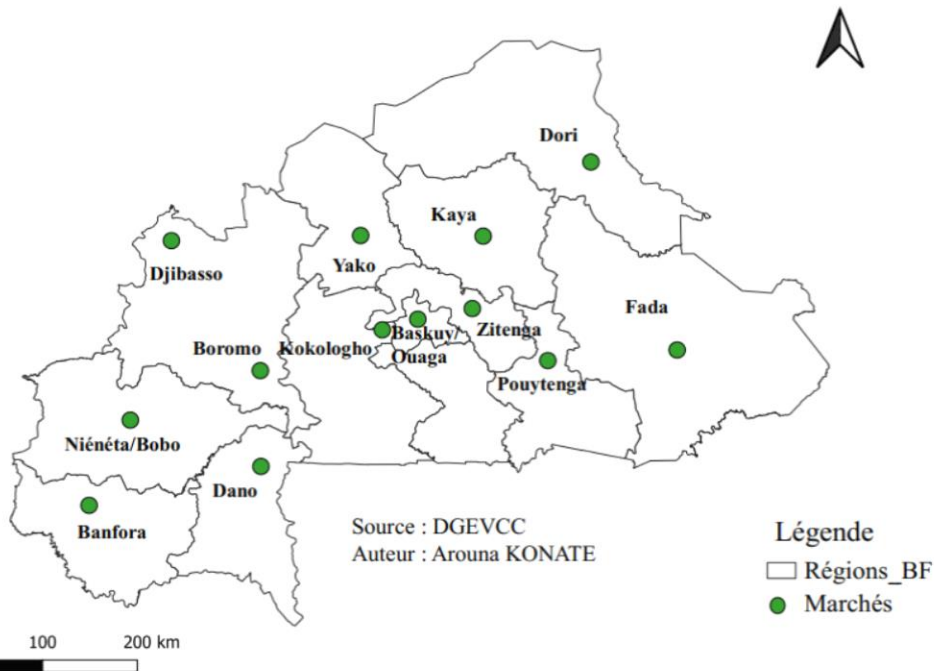 Dori
Kaya
Djibasso
Yako
Fada
Boromo
Kokologho
Baskuy/
Ouaga
Zitenga
Pouytenga
Niénéta/Bobo
Dano
Banfora
Source : DGEVCC
Auteur : Arouna KONATE
Légende
Régions_BF
Marchés
100 200 km